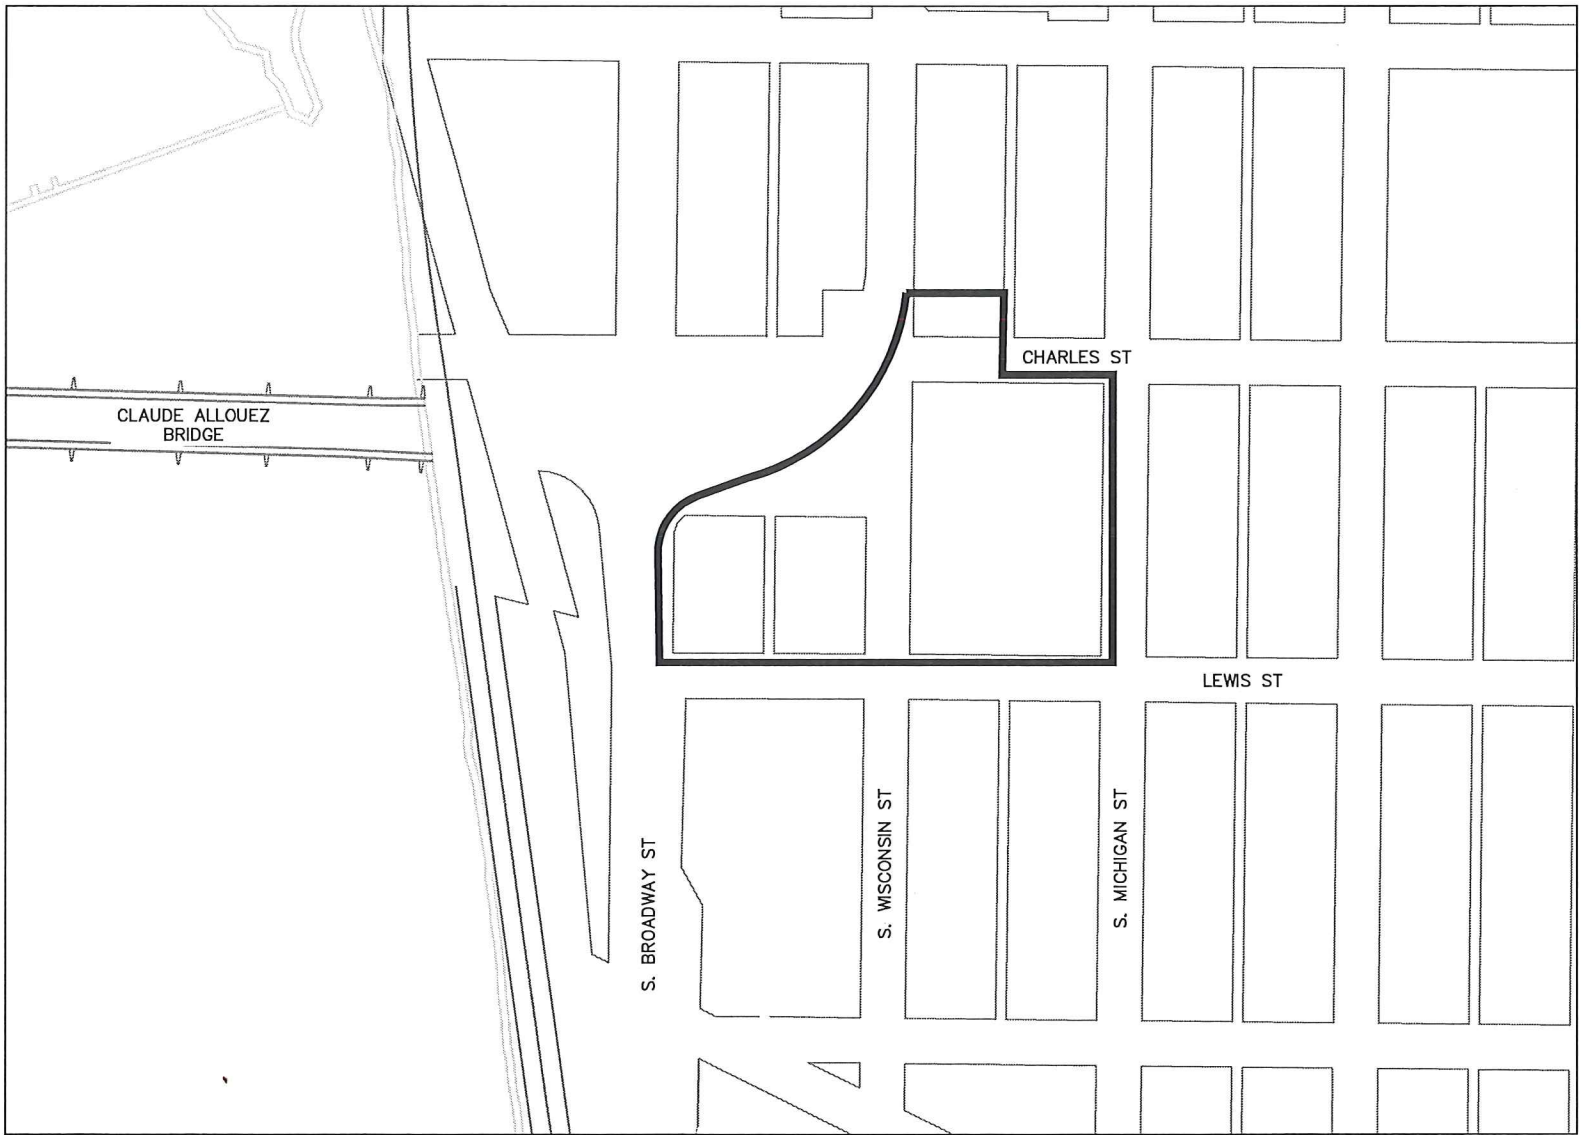 CHARLES ST
CLAUDE ALLOUEZ
BRIDGE
LEWIS ST
S. BROADWAY ST
S. WISCONSIN ST
S. MICHIGAN ST